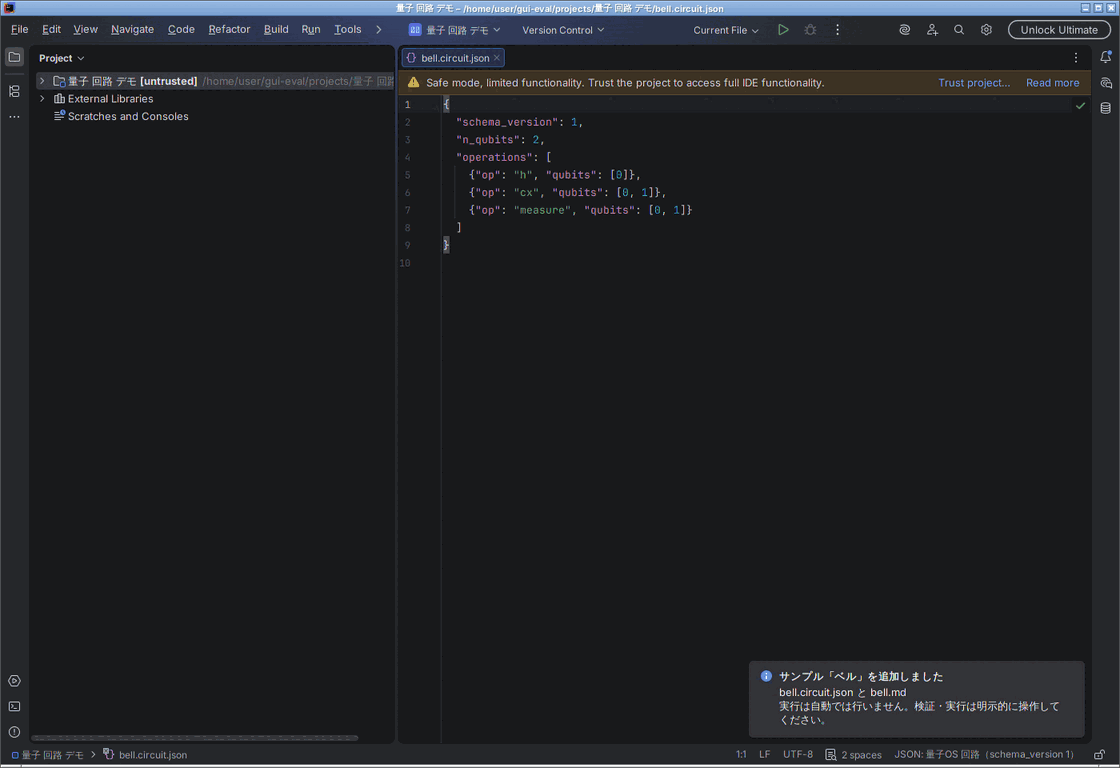 量子 回路 デモ – /home/user/gui-eval/projects/量子 回路 デモ/bell.circuit.json
File Edit View Navigate Code Refactor Build Run Tools 量子 回路 デモ Version Control Current File Unlock Ultimate
Project
bell.circuit.json
量子 回路 デモ [untrusted] /home/user/gui-eval/projects/量子 回路
External Libraries
Scratches and Consoles
Safe mode, limited functionality. Trust the project to access full IDE functionality. Trust project... Read more
1 {
2 "schema_version": 1,
3 "n_qubits": 2,
4 "operations": [
5 {"op": "h", "qubits": [0]},
6 {"op": "cx", "qubits": [0, 1]},
7 {"op": "measure", "qubits": [0, 1]}
8 ]
9 }
10
サンプル「ベル」を追加しました
bell.circuit.json と bell.md
実行は自動では行いません。検証・実行は明示的に操作して
ください。
量子 回路 デモ bell.circuit.json 1:1 LF UTF-8 2 spaces JSON: 量子OS 回路（schema_version 1）